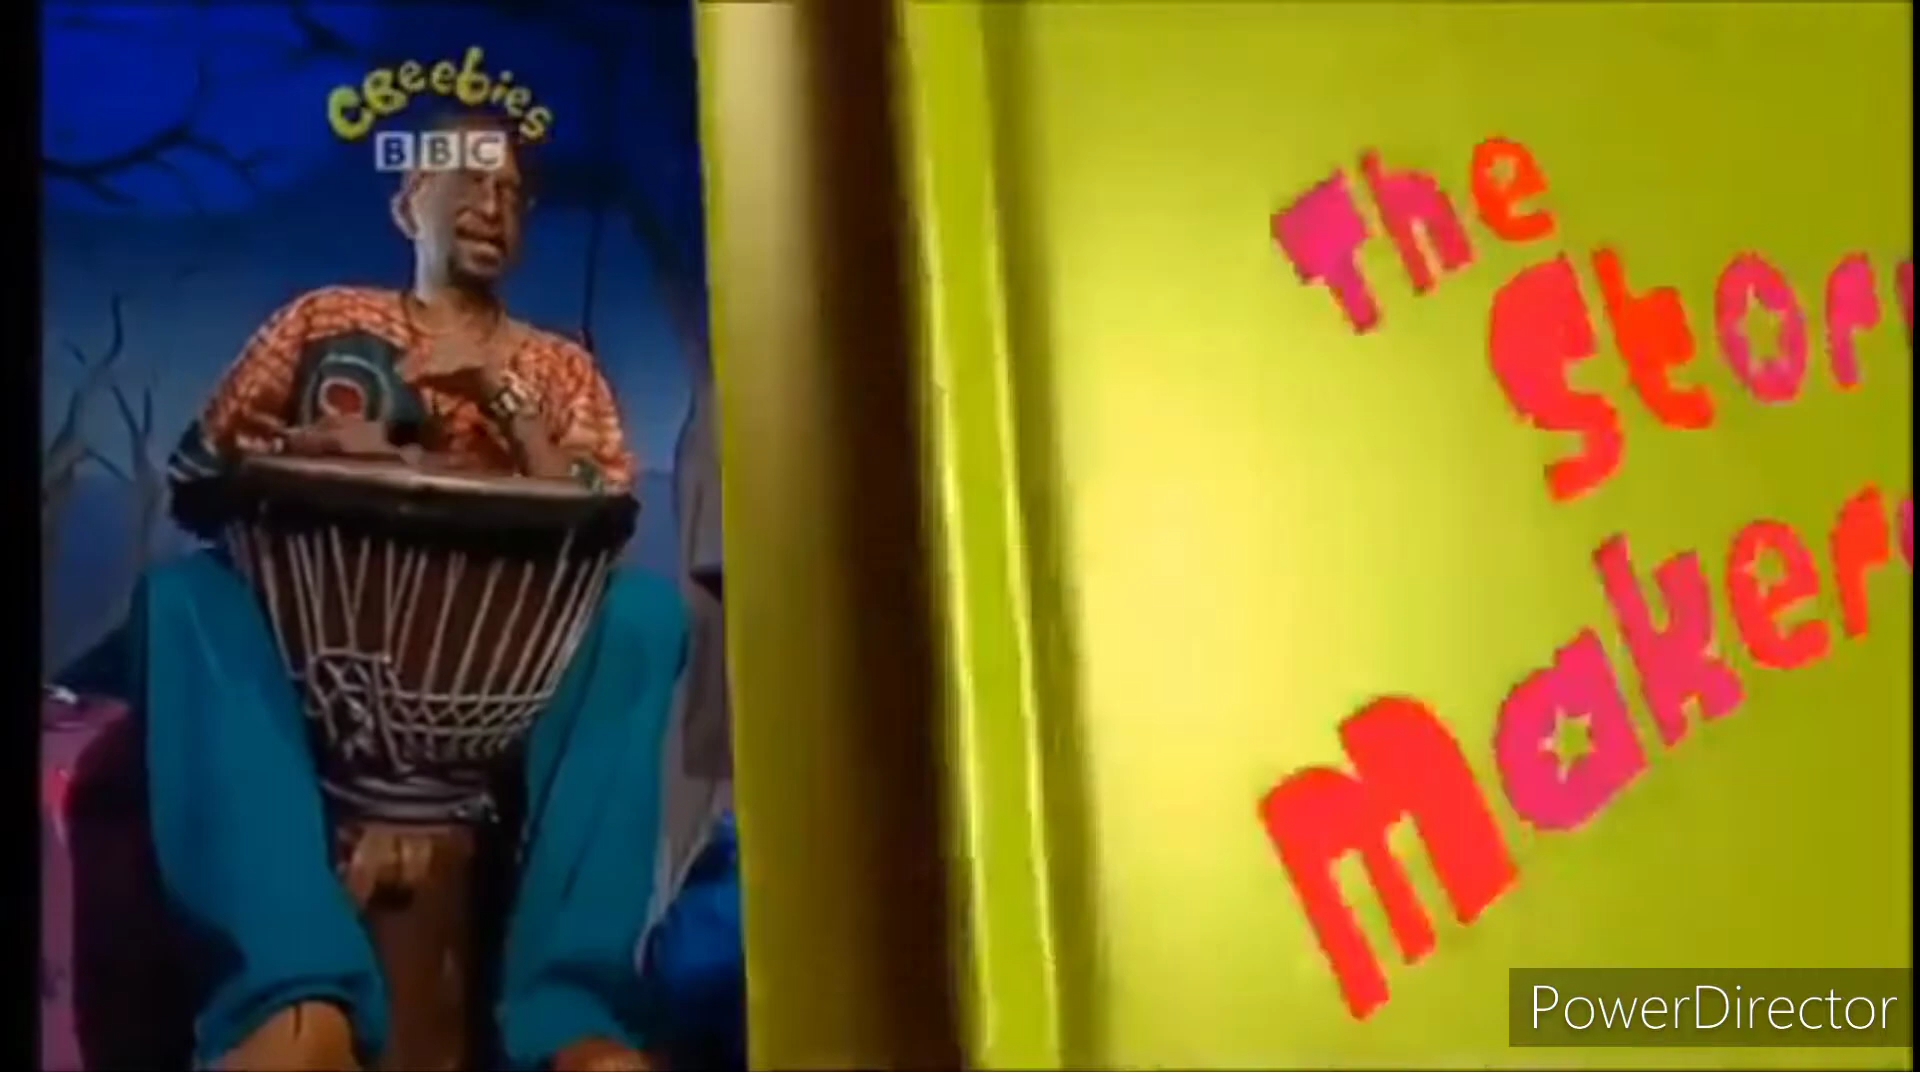 CBeebies
BBC
The
Stor
Maker
PowerDirector